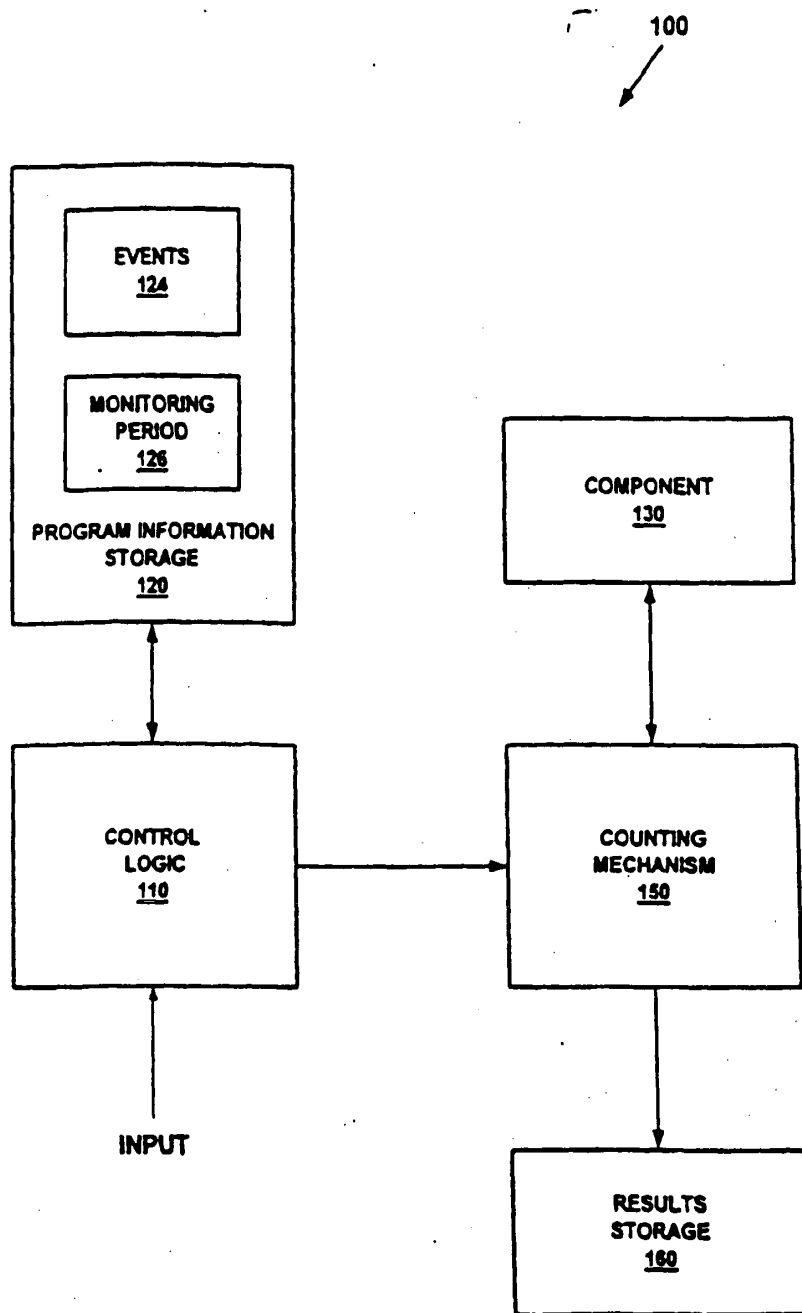 100
EVENTS
124
MONITORING
PERIOD
126
PROGRAM INFORMATION
STORAGE
120
COMPONENT
130
CONTROL
LOGIC
110
COUNTING
MECHANISM
150
INPUT
RESULTS
STORAGE
160